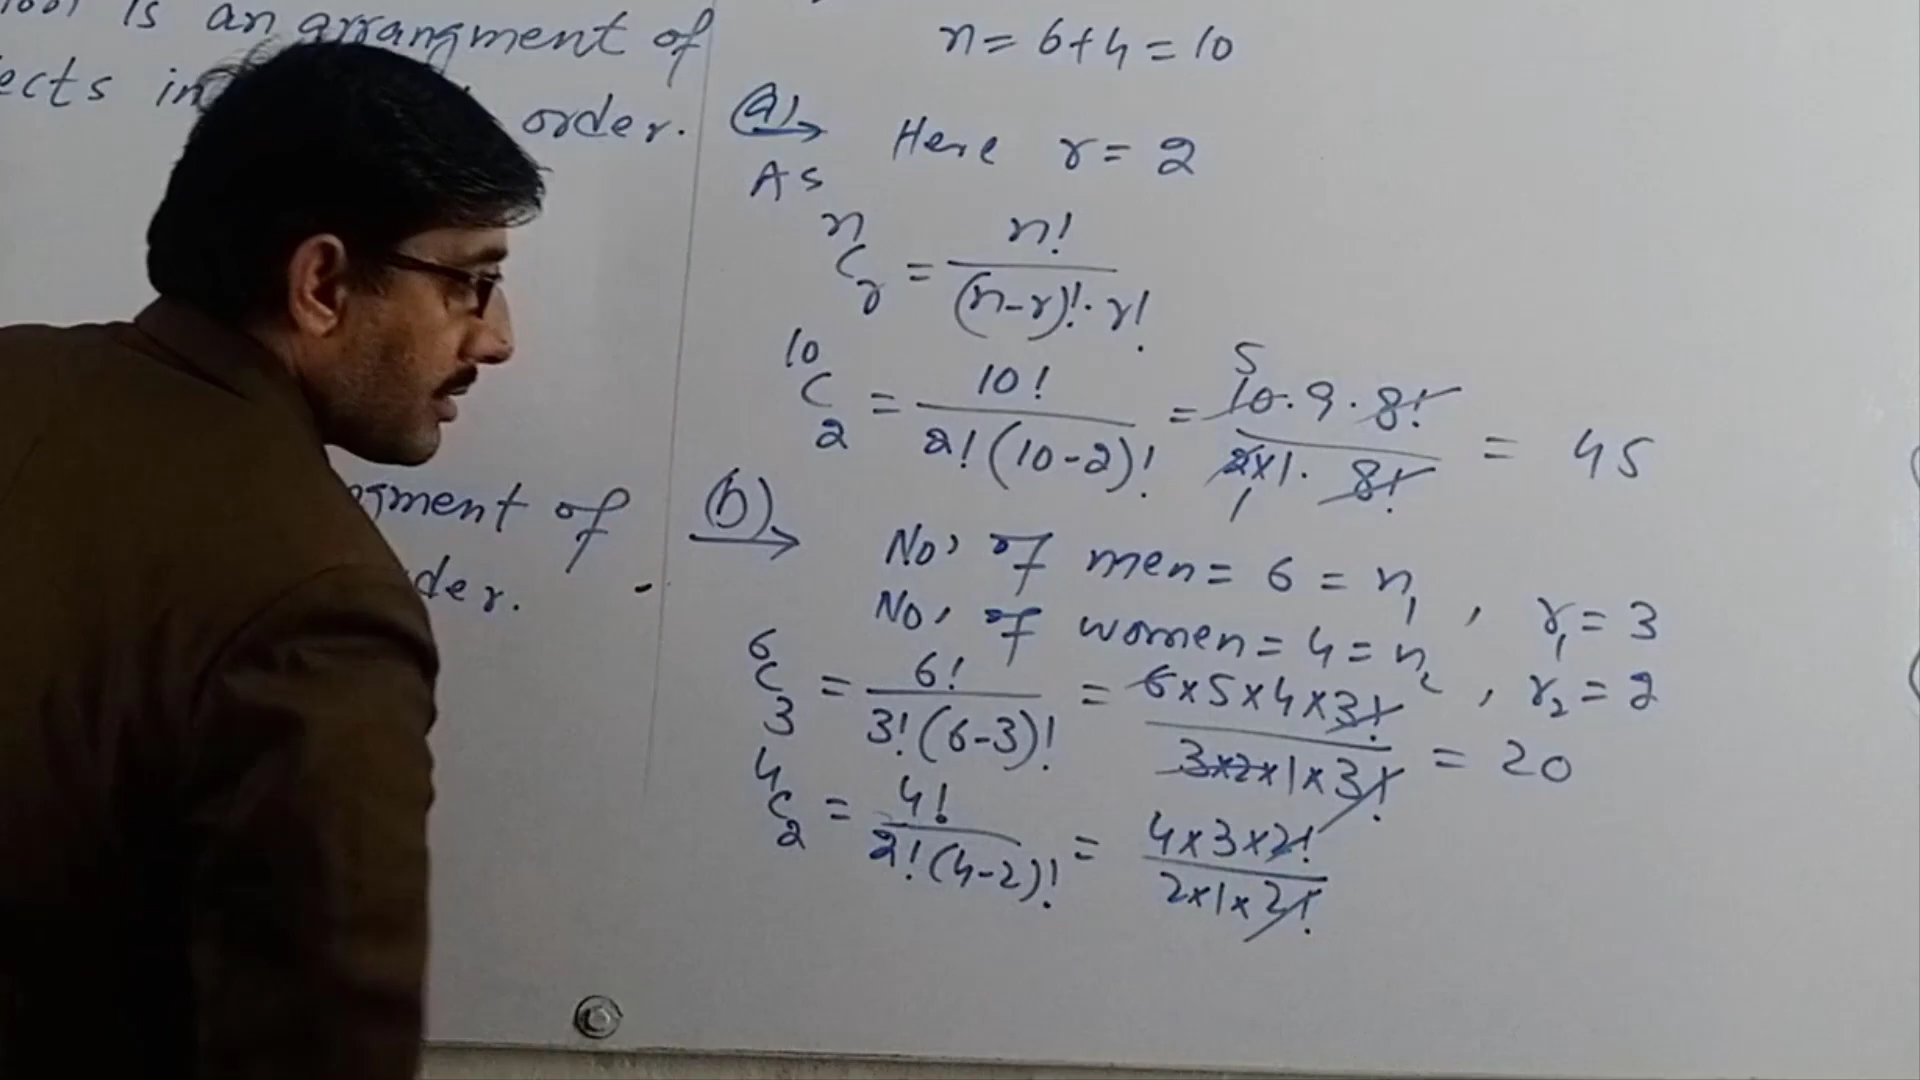 is an arrangment of
ects in order.
gment of
der.
n = 6+4 = 10
(a) → Here r = 2
As
ⁿCᵣ = n! / (n-r)!·r!
¹⁰C₂ = 10! / 2!(10-2)! = 5 10·9·8! / 2×1·8! 1 = 45
(b) → No. of men = 6 = n₁, r₁ = 3
No. of women = 4 = n₂, r₂ = 2
⁶C₃ = 6! / 3!(6-3)! = 6×5×4×3! / 3×2×1×3! = 20
⁴C₂ = 4! / 2!(4-2)! = 4×3×2! / 2×1×2!